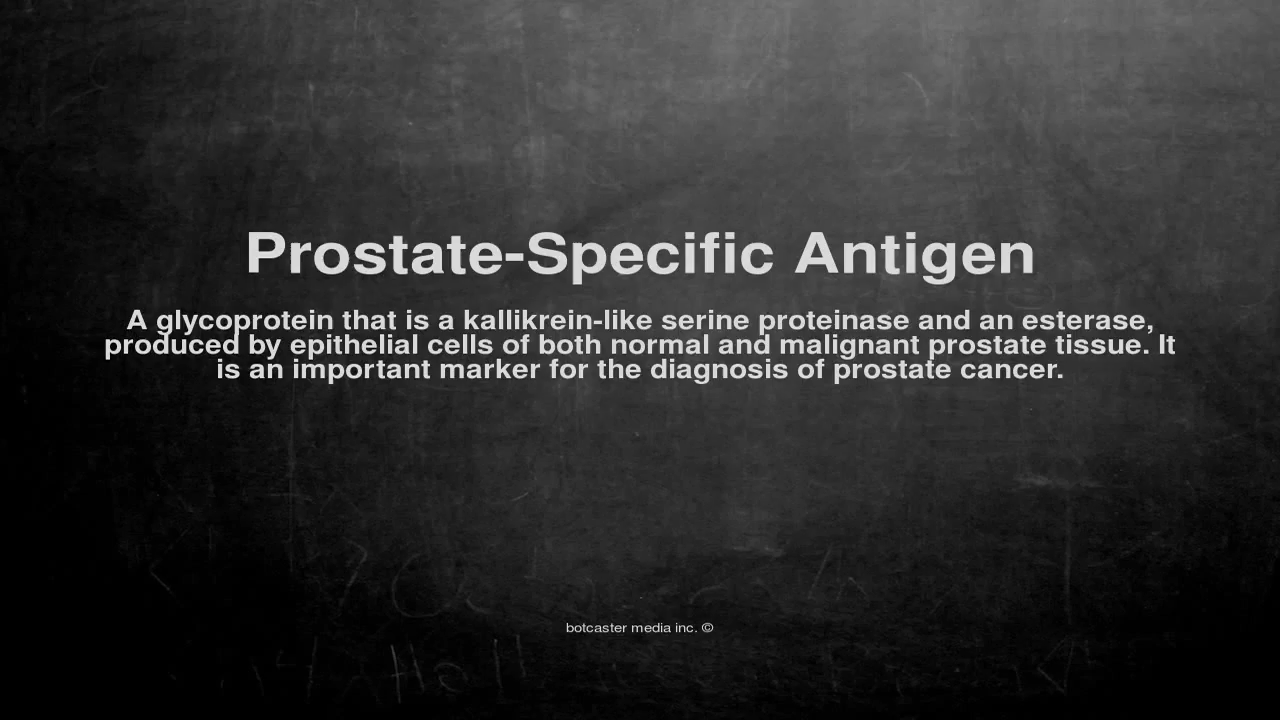 Prostate-Specific Antigen
A glycoprotein that is a kallikrein-like serine proteinase and an esterase,
produced by epithelial cells of both normal and malignant prostate tissue. It
is an important marker for the diagnosis of prostate cancer.
botcaster media inc. ©